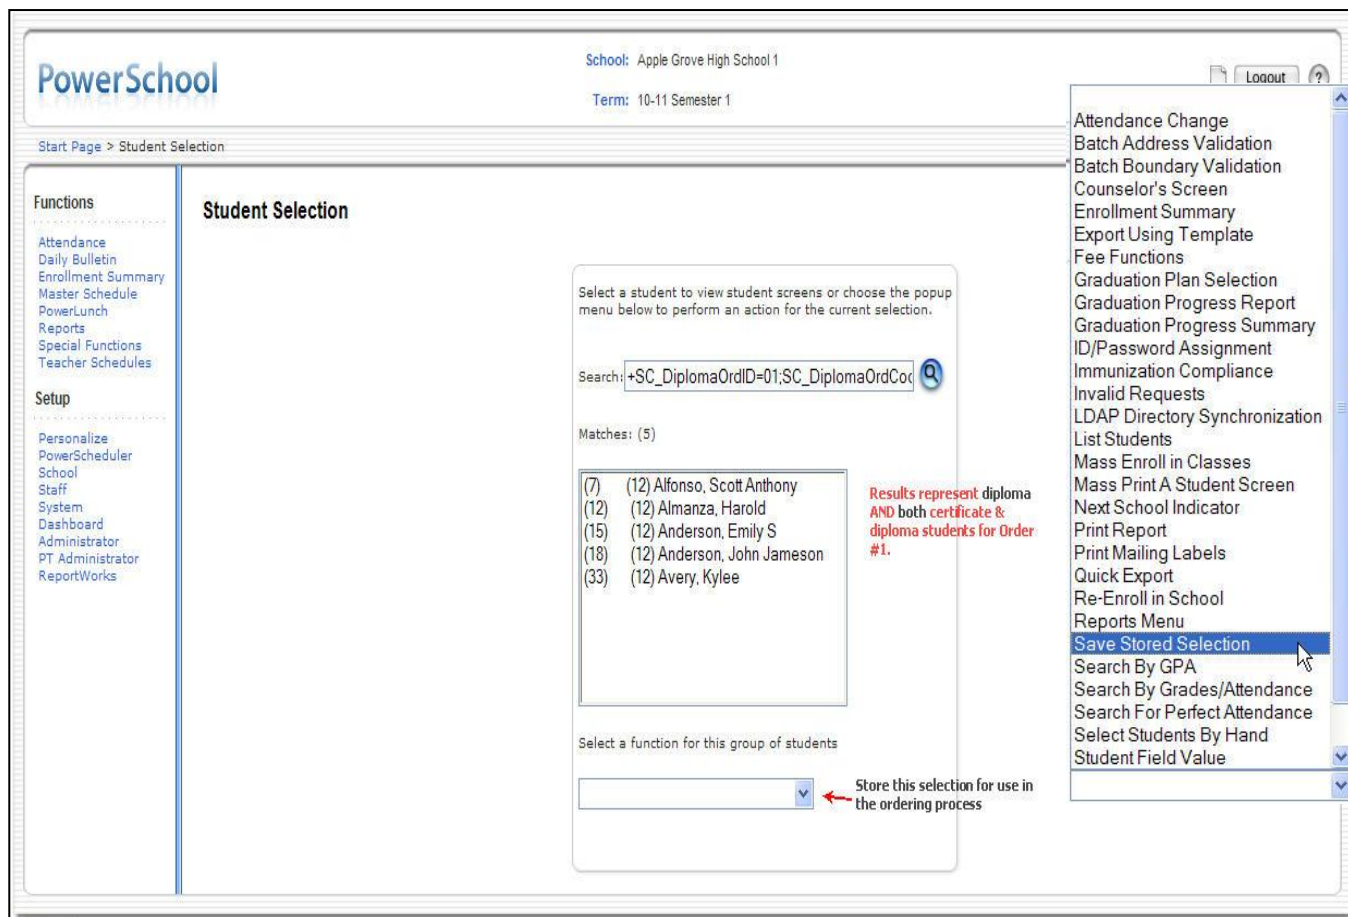 PowerSchool
School: Apple Grove High School 1
Term: 10-11 Semester 1
Logout ?
Start Page > Student Selection
Functions
Attendance
Daily Bulletin
Enrollment Summary
Master Schedule
PowerLunch
Reports
Special Functions
Teacher Schedules
Setup
Personalize
PowerScheduler
School
Staff
System
Dashboard
Administrator
PT Administrator
ReportWorks
Student Selection
Select a student to view student screens or choose the popup
menu below to perform an action for the current selection.
Search: +SC_DiplomaOrdID=01;SC_DiplomaOrdCod
Matches: (5)
(7) (12) Alfonso, Scott Anthony
(12) (12) Almanza, Harold
(15) (12) Anderson, Emily S
(18) (12) Anderson, John Jameson
(33) (12) Avery, Kylee
Results represent diploma
AND both certificate &
diploma students for Order
#1.
Select a function for this group of students
Store this selection for use in
the ordering process
Attendance Change
Batch Address Validation
Batch Boundary Validation
Counselor's Screen
Enrollment Summary
Export Using Template
Fee Functions
Graduation Plan Selection
Graduation Progress Report
Graduation Progress Summary
ID/Password Assignment
Immunization Compliance
Invalid Requests
LDAP Directory Synchronization
List Students
Mass Enroll in Classes
Mass Print A Student Screen
Next School Indicator
Print Report
Print Mailing Labels
Quick Export
Re-Enroll in School
Reports Menu
Save Stored Selection
Search By GPA
Search By Grades/Attendance
Search For Perfect Attendance
Select Students By Hand
Student Field Value